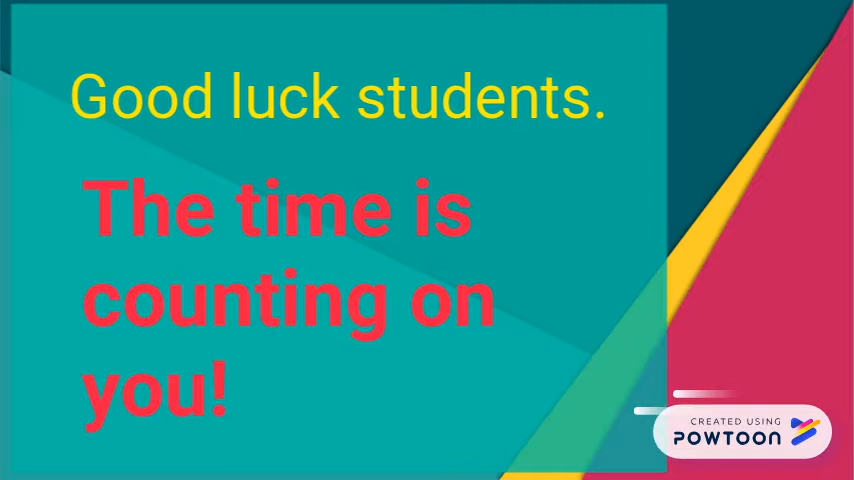 Good luck students.
The time is
counting on
you!
CREATED USING
POWTOON